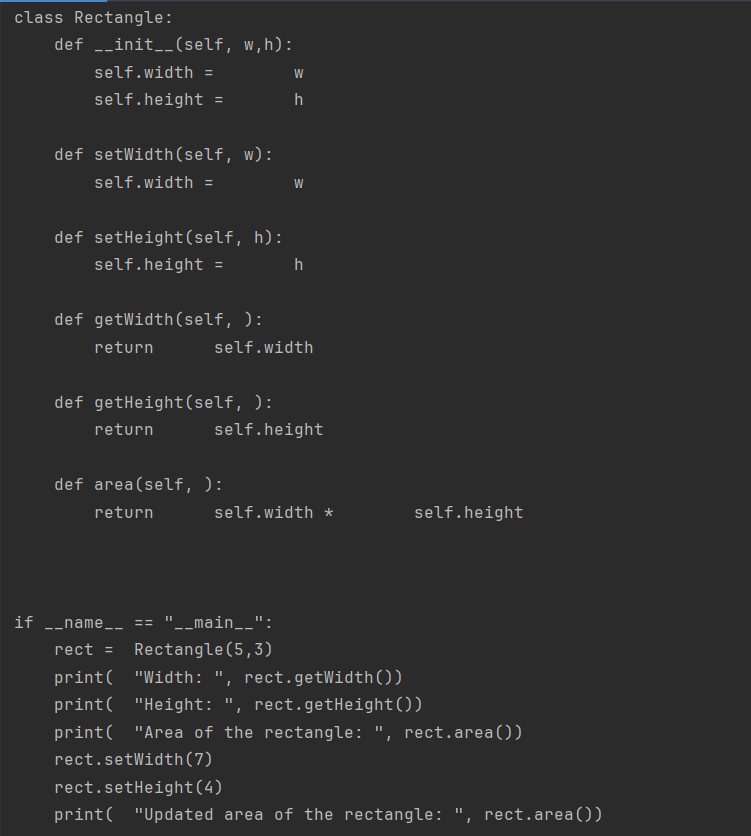 class Rectangle:
    def __init__(self, w,h):
        self.width =        w
        self.height =       h

    def setWidth(self, w):
        self.width =        w

    def setHeight(self, h):
        self.height =       h

    def getWidth(self, ):
        return      self.width

    def getHeight(self, ):
        return      self.height

    def area(self, ):
        return      self.width *        self.height



if __name__ == "__main__":
    rect =  Rectangle(5,3)
    print(  "Width: ", rect.getWidth())
    print(  "Height: ", rect.getHeight())
    print(  "Area of the rectangle: ", rect.area())
    rect.setWidth(7)
    rect.setHeight(4)
    print(  "Updated area of the rectangle: ", rect.area())